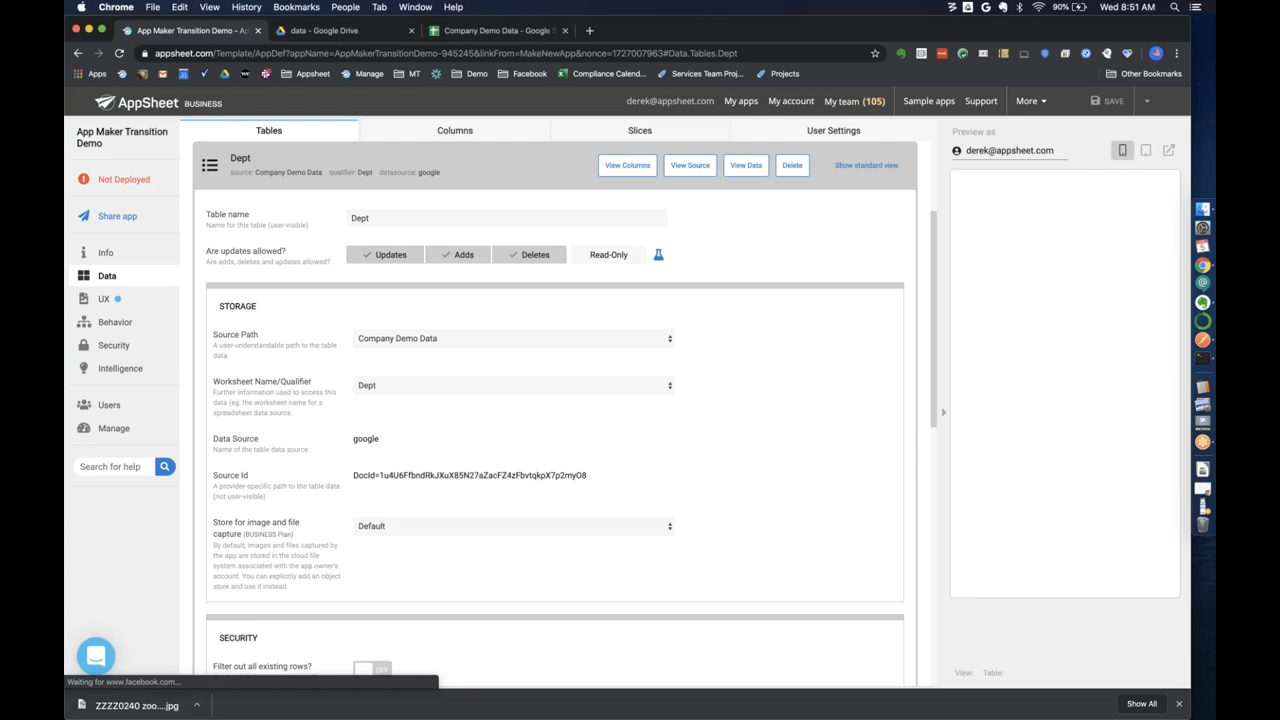 Chrome File Edit View History Bookmarks People Tab Window Help 90% Wed 8:51 AM
App Maker Transition Demo - Ap data - Google Drive Company Demo Data - Google S
appsheet.com/Template/AppDef?appName=AppMakerTransitionDemo-945245&linkFrom=MakeNewApp&nonce=1727007963#Data.Tables.Dept
Apps Appsheet Manage MT Demo Facebook Compliance Calend... Services Team Proj... Projects Other Bookmarks
AppSheet BUSINESS derek@appsheet.com My apps My account My team (105) Sample apps Support More SAVE
App Maker Transition
Demo
Not Deployed
Share app
Info
Data
UX
Behavior
Security
Intelligence
Users
Manage
Search for help
Tables Columns Slices User Settings
Dept
source: Company Demo Data qualifier: Dept datasource: google
View Columns View Source View Data Delete Show standard view
Table name
Name for this table (user-visible)
Dept
Are updates allowed?
Are adds, deletes and updates allowed?
Updates Adds Deletes Read-Only
STORAGE
Source Path
A user-understandable path to the table
data
Company Demo Data
Worksheet Name/Qualifier
Further information used to access this
data (eg: the worksheet name for a
spreadsheet data source
Dept
Data Source
Name of the table data source
google
Source Id
A provider-specific path to the table data
(not user-visible)
DocId=1u4U6FfbndRkJXuX85N27aZacFZ4zFbvtqkpX7p2myO8
Store for image and file
capture (BUSINESS Plan)
By default, images and files captured by
the app are stored in the cloud file
system associated with the app owner's
account. You can explicitly add an object
store and use it instead.
Default
SECURITY
Filter out all existing rows?
OFF
Preview as
derek@appsheet.com
View: Table:
Waiting for www.facebook.com...
ZZZZ0240 zoo....jpg
Show All